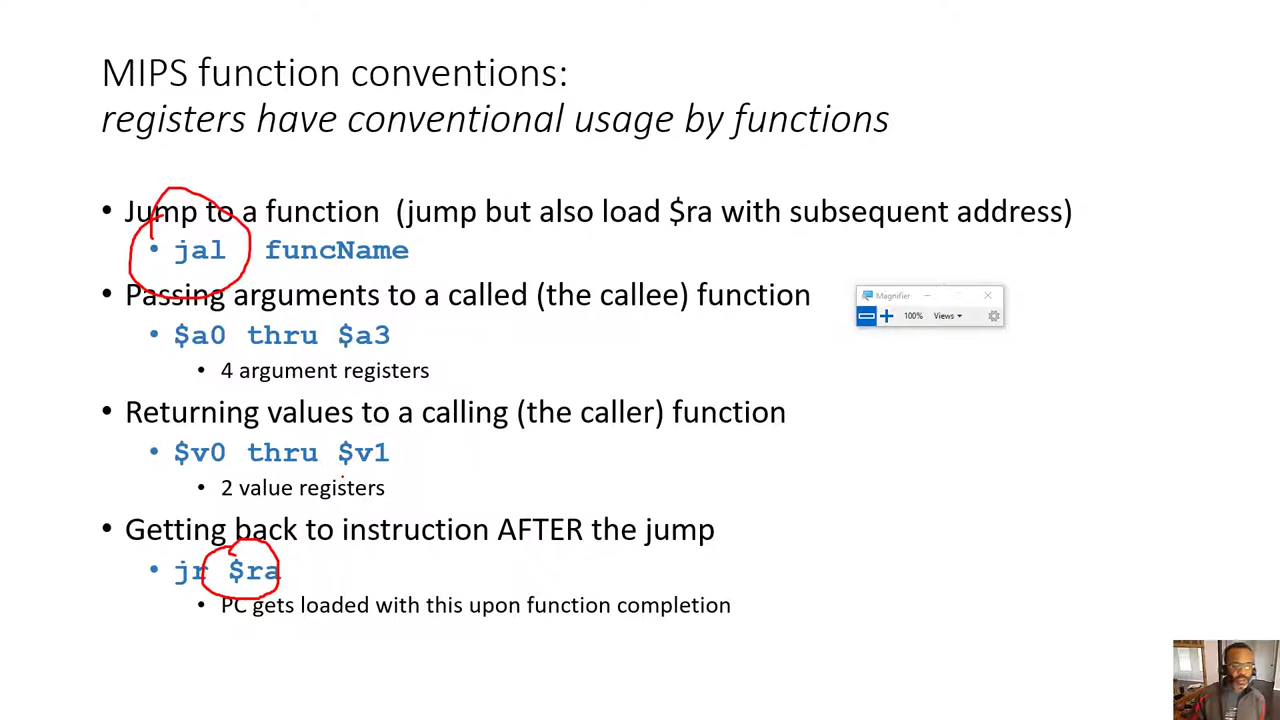 MIPS function conventions:
registers have conventional usage by functions
• Jump to a function (jump but also load $ra with subsequent address)
• jal funcName
• Passing arguments to a called (the callee) function
Magnifier
100% Views
• $a0 thru $a3
• 4 argument registers
• Returning values to a calling (the caller) function
• $v0 thru $v1
• 2 value registers
• Getting back to instruction AFTER the jump
• jr $ra
• PC gets loaded with this upon function completion